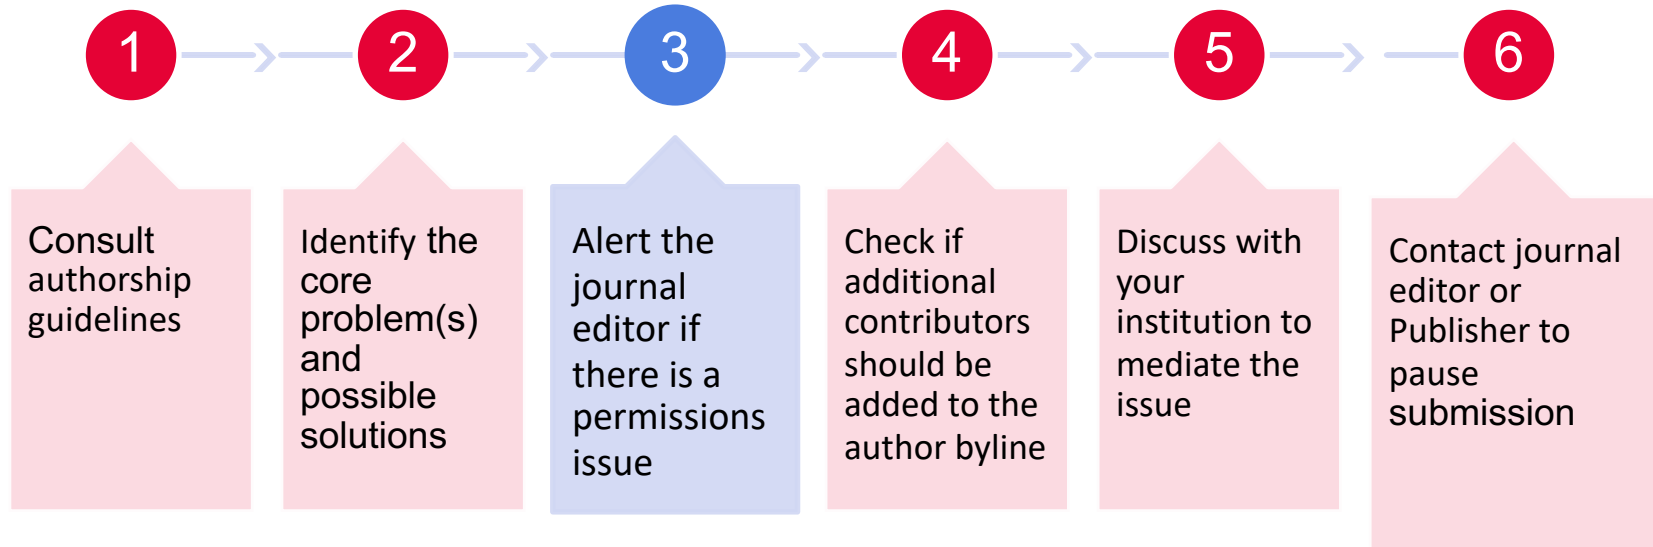 1
2
3
4
5
6
Consult
authorship
guidelines
Identify the
core
problem(s)
and
possible
solutions
Alert the
journal
editor if
there is a
permissions
issue
Check if
additional
contributors
should be
added to the
author byline
Discuss with
your
institution to
mediate the
issue
Contact journal
editor or
Publisher to
pause
submission